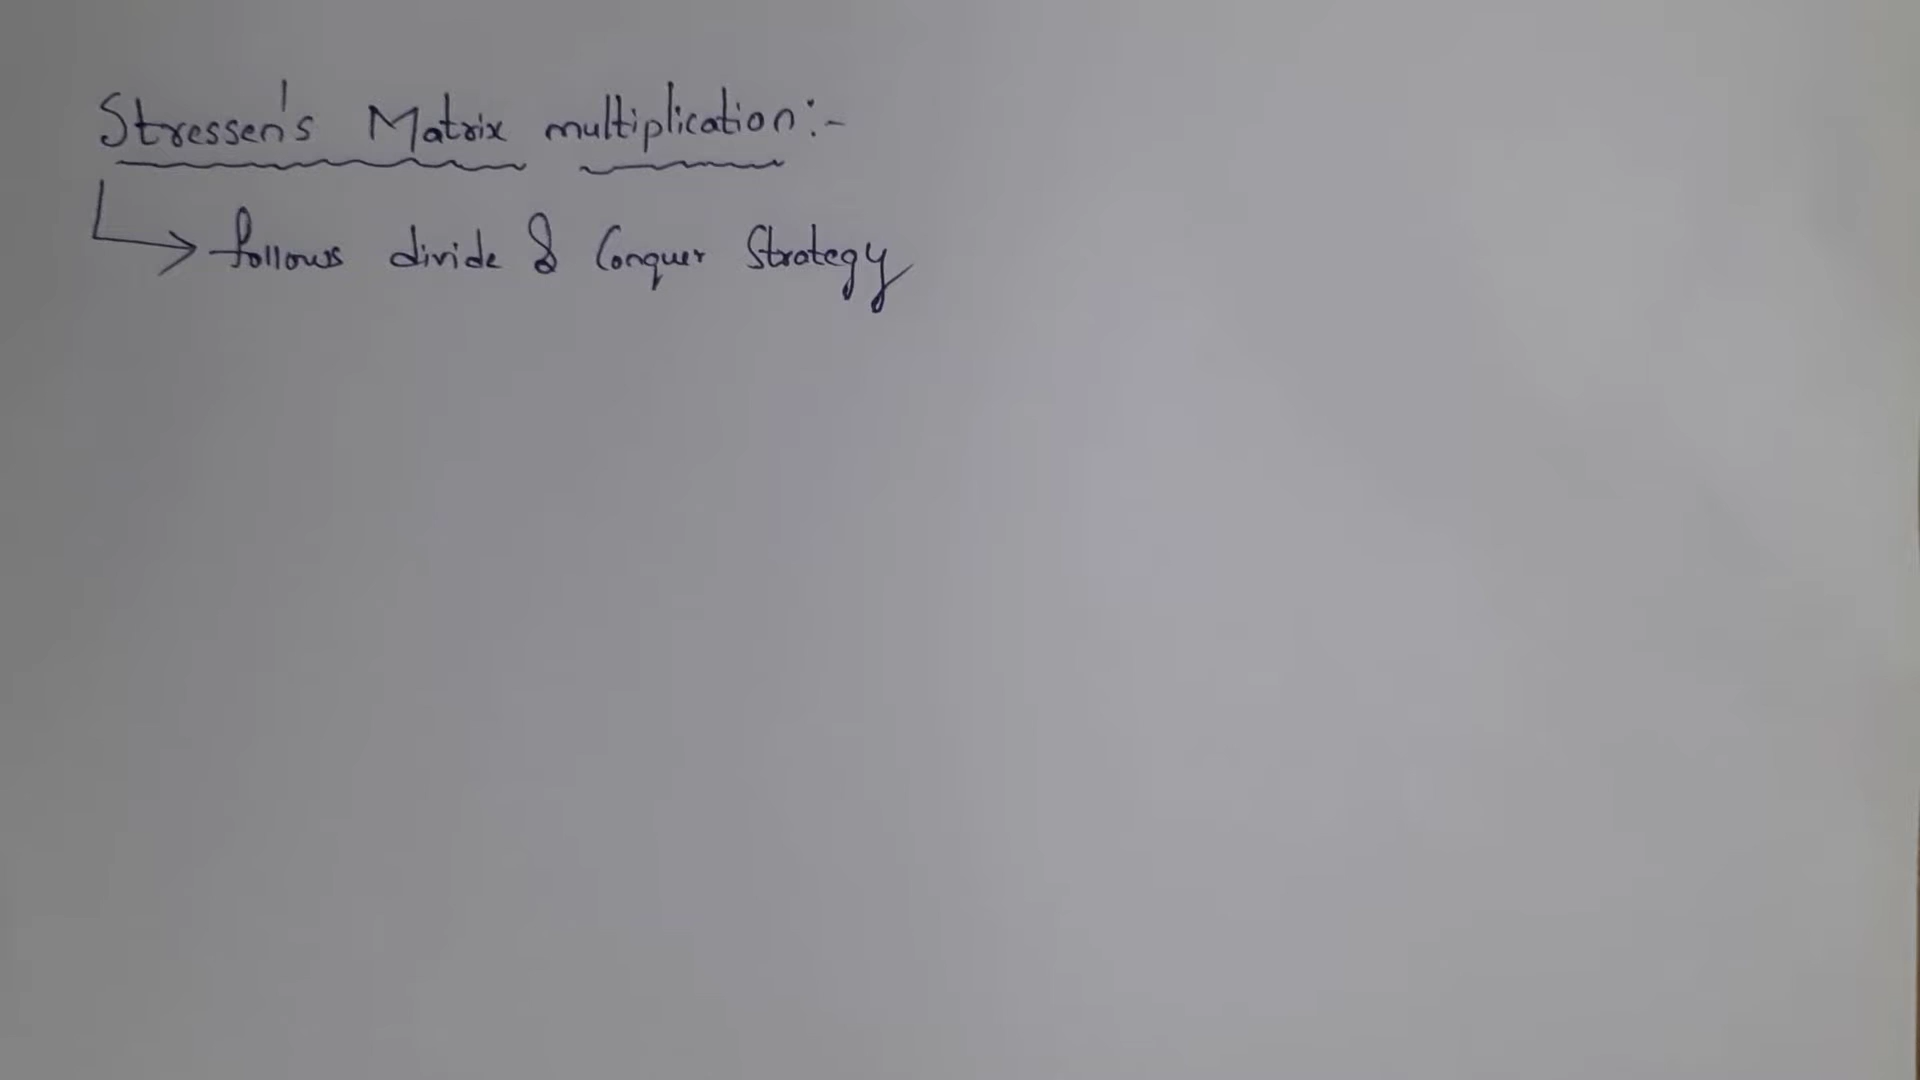 Stressen's Matrix multiplication:-
follows divide & Conquer Strategy